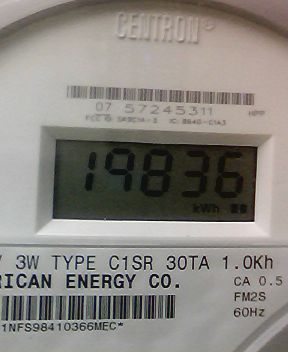 CENTRON®
07 57245311 HPP
19836
kWh
3W TYPE C1SR 30TA 1.0Kh
RICAN ENERGY CO. CA 0.5
FM2S
60Hz
1NFS98410366MEC*